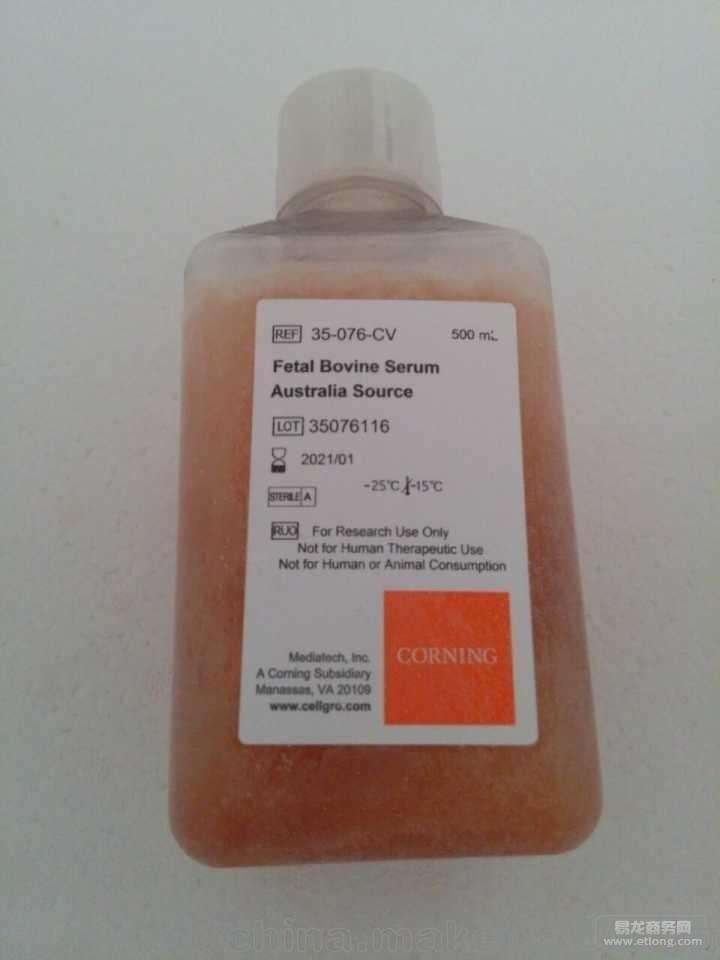 REF 35-076-CV 500 mL
Fetal Bovine Serum
Australia Source
LOT 35076116
2021/01
-25℃ -15℃
STERILE A
RUO For Research Use Only
Not for Human Therapeutic Use
Not for Human or Animal Consumption
CORNING
Mediatech, Inc.
A Corning Subsidiary
Manassas, VA 20109
www.cellgro.com
china.mak
易龙商务网
www.etlong.com